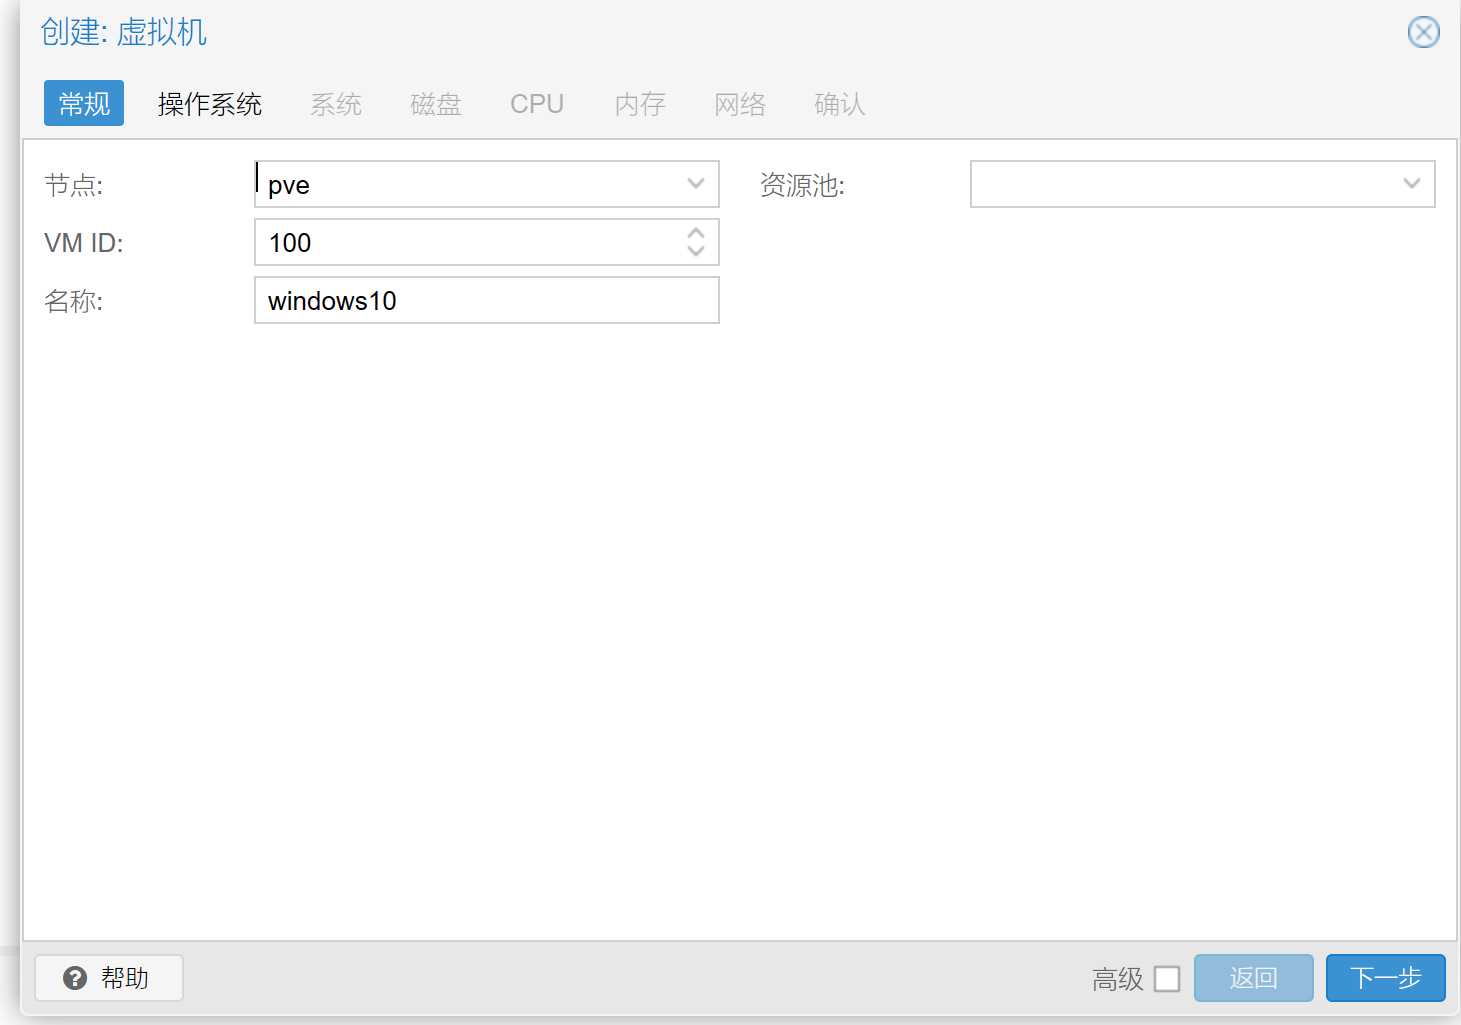 创建: 虚拟机
常规 操作系统 系统 磁盘 CPU 内存 网络 确认
节点: pve 资源池:
VM ID: 100
名称: windows10
帮助 高级 返回 下一步